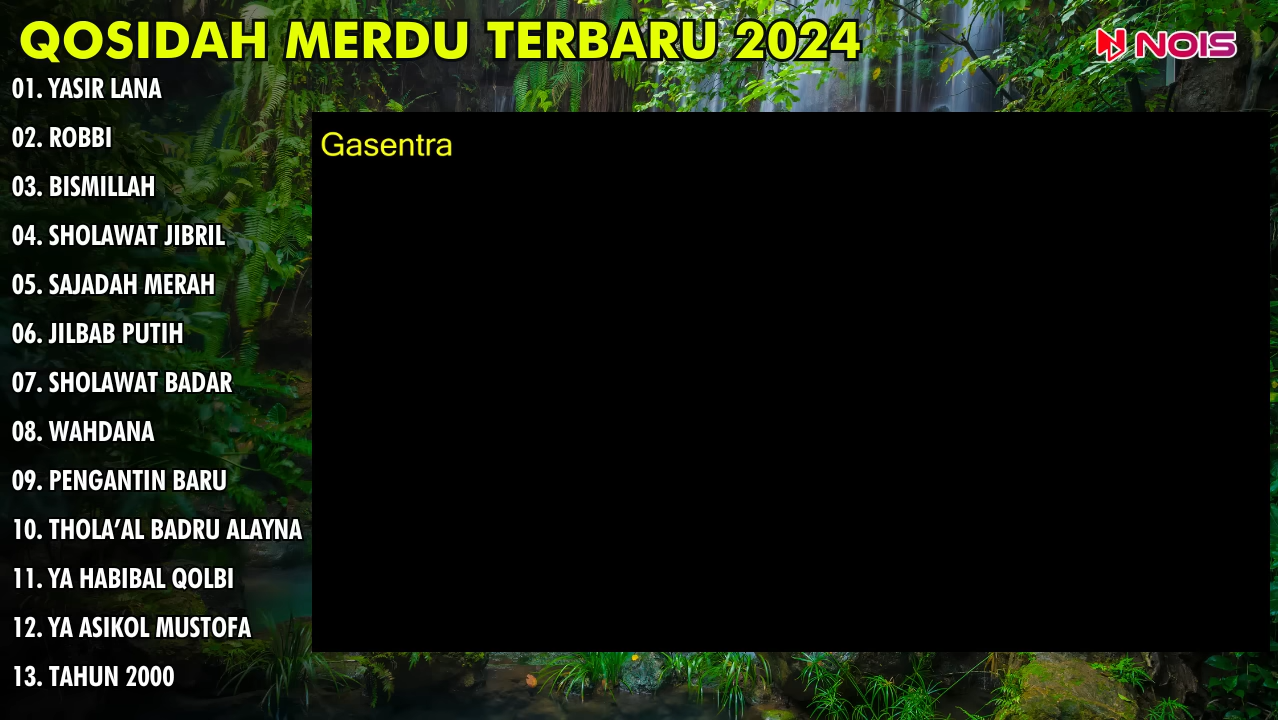 QOSIDAH MERDU TERBARU 2024
NOIS
01. YASIR LANA
02. ROBBI
03. BISMILLAH
04. SHOLAWAT JIBRIL
05. SAJADAH MERAH
06. JILBAB PUTIH
07. SHOLAWAT BADAR
08. WAHDANA
09. PENGANTIN BARU
10. THOLA’AL BADRU ALAYNA
11. YA HABIBAL QOLBI
12. YA ASIKOL MUSTOFA
13. TAHUN 2000
Gasentra